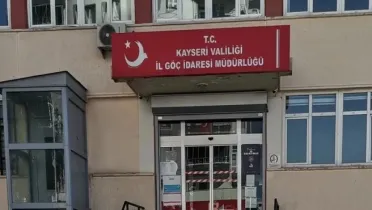 T.C.
KAYSERİ VALİLİĞİ
İL GÖÇ İDARESİ MÜDÜRLÜĞÜ